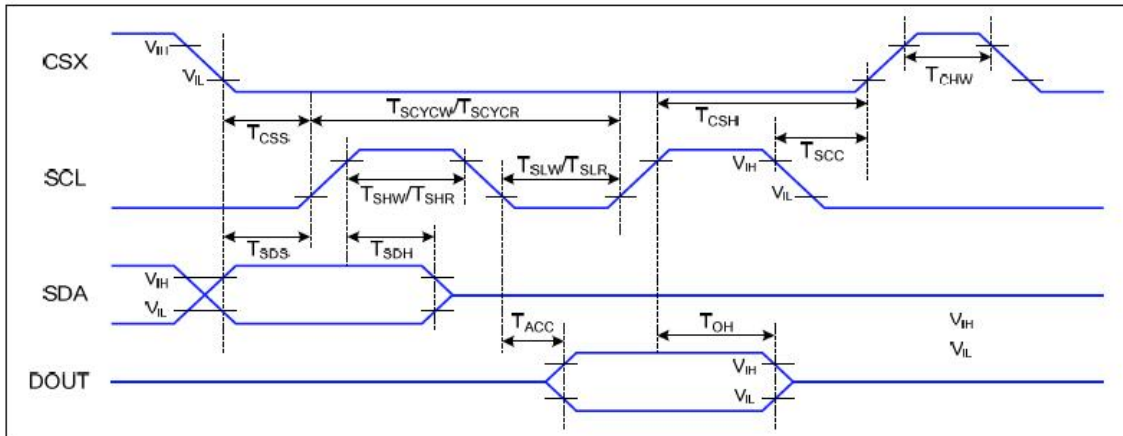 CSX
VIH
VIL
TCHW
TSCYCW/TSCYCR
TCSH
TCSS
TSCC
SCL
TSLW/TSLR
VIH
TSHW/TSHR
VIL
TSDS
TSDH
SDA
VIH
VIL
TACC
TOH
VIH
VIL
DOUT
VIH
VIL